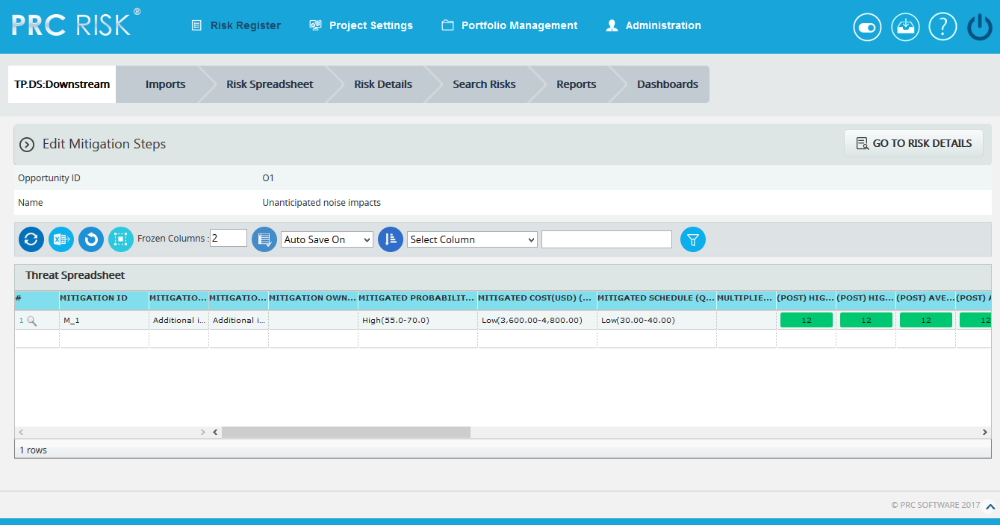 PRC RISK ®
Risk Register
Project Settings
Portfolio Management
Administration
?
TP.DS:Downstream
Imports
Risk Spreadsheet
Risk Details
Search Risks
Reports
Dashboards
Edit Mitigation Steps
GO TO RISK DETAILS
Opportunity ID O1
Name Unanticipated noise impacts
Frozen Columns : 2
Auto Save On
Select Column
Threat Spreadsheet
# MITIGATION ID MITIGATIO... MITIGATIO... MITIGATION OWN... MITIGATED PROBABILIT... MITIGATED COST(USD) (... MITIGATED SCHEDULE (Q... MULTIPLIE... (POST) HIG... (POST) HIG... (POST) AVE... (POST) A
1 M_1 Additional i... Additional i... High(55.0-70.0) Low(3,600.00-4,800.00) Low(30.00-40.00) 12 12 12 12
1 rows
© PRC SOFTWARE 2017